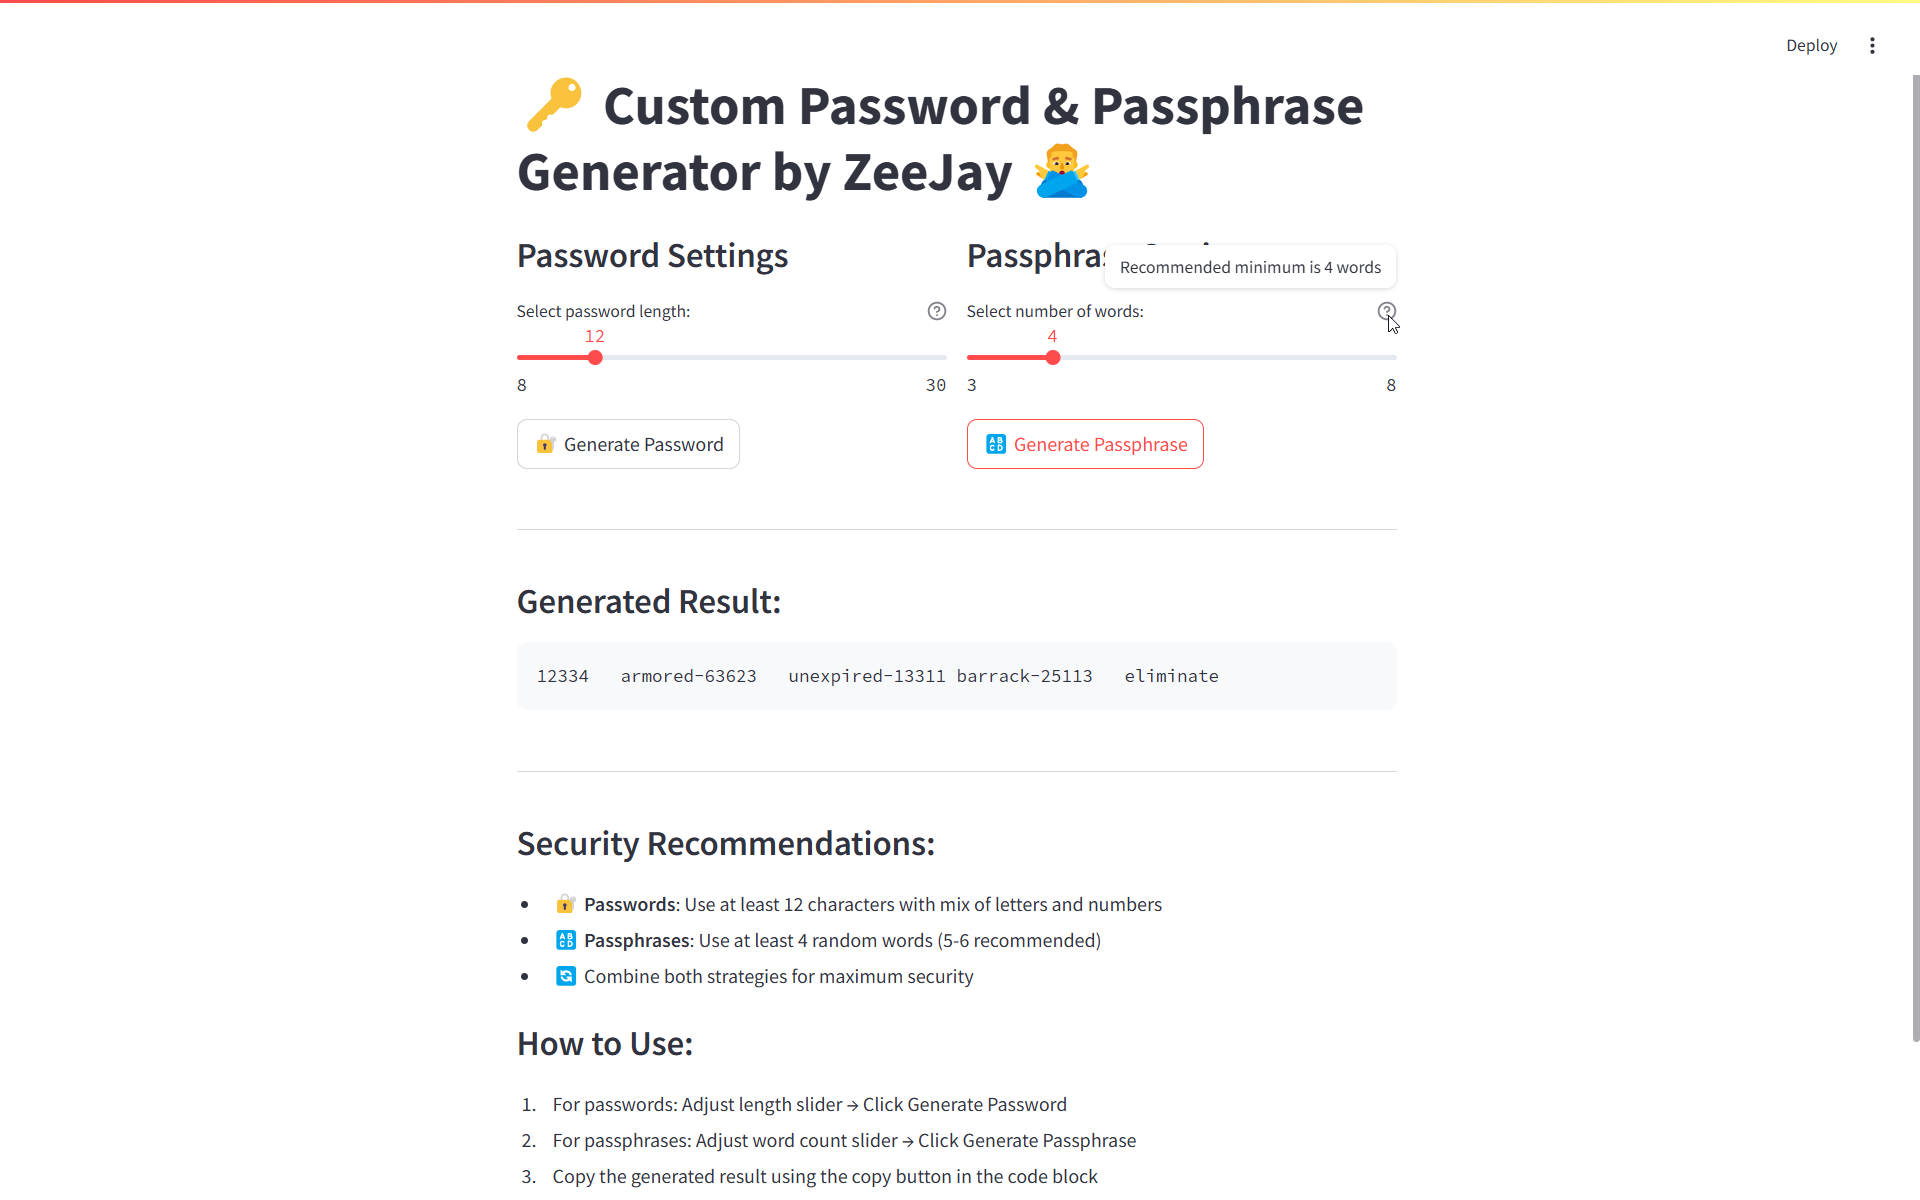 Deploy
Custom Password & Passphrase
Generator by ZeeJay
Password Settings
Recommended minimum is 4 words
Select password length:
Select number of words:
12
4
8
30
3
8
Generate Password
Generate Passphrase
Generated Result:
12334   armored-63623   unexpired-13311 barrack-25113   eliminate
Security Recommendations:
Passwords: Use at least 12 characters with mix of letters and numbers
Passphrases: Use at least 4 random words (5-6 recommended)
Combine both strategies for maximum security
How to Use:
1. For passwords: Adjust length slider → Click Generate Password
2. For passphrases: Adjust word count slider → Click Generate Passphrase
3. Copy the generated result using the copy button in the code block